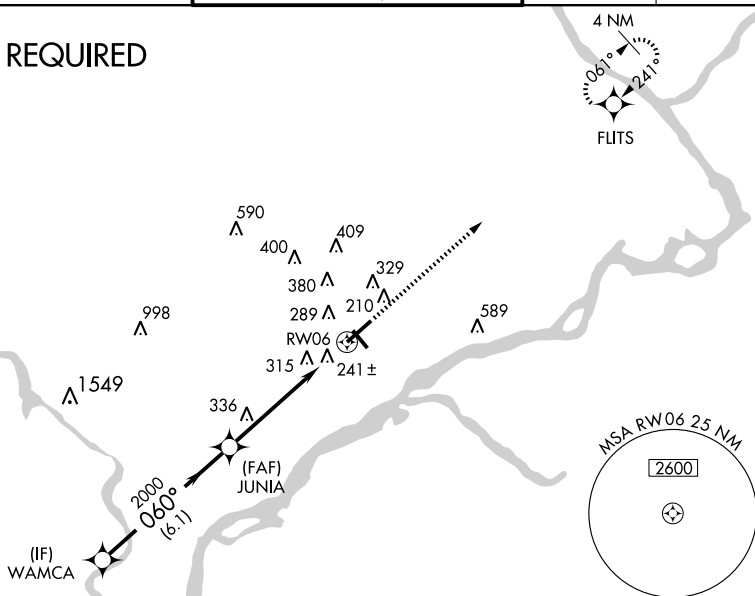 REQUIRED
4 NM
061°
241°
FLITS
590
400
409
380
329
998
289
210
589
RW06
1549
315
241±
336
(FAF)
JUNIA
2000
060°
(6.1)
(IF)
WAMCA
MSA RW06 25 NM
2600